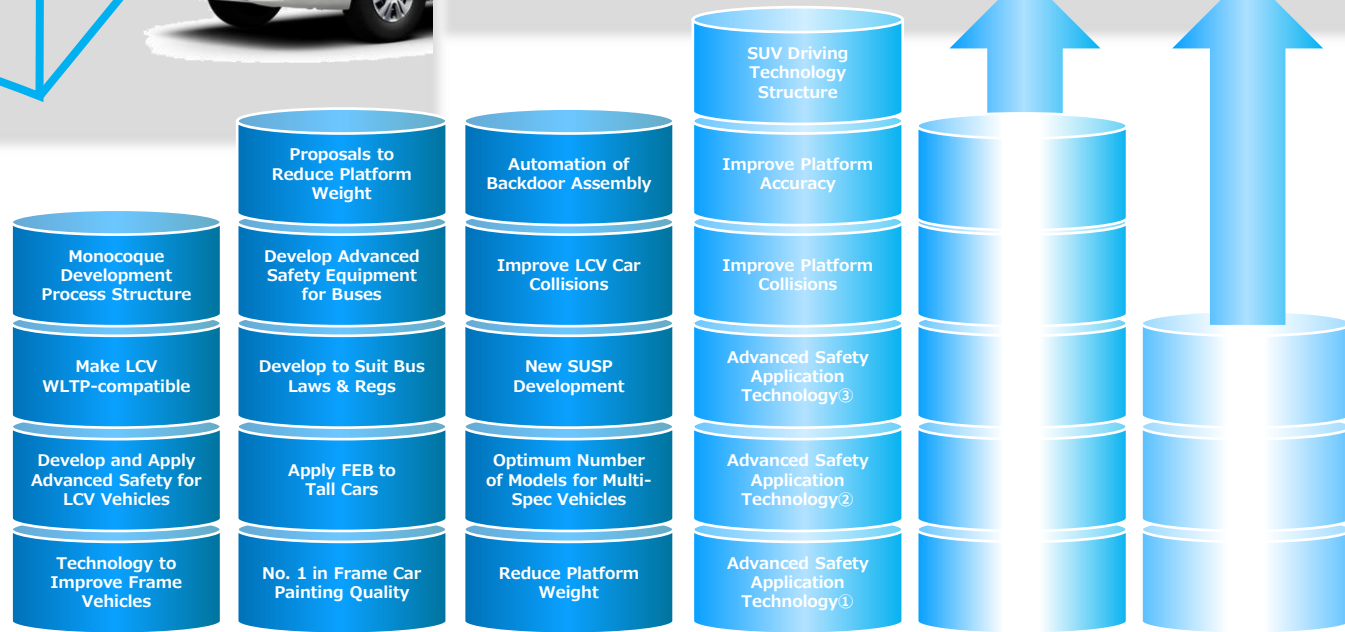 Monocoque
Development
Process Structure
Make LCV
WLTP-compatible
Develop and Apply
Advanced Safety for
LCV Vehicles
Technology to
Improve Frame
Vehicles
Proposals to
Reduce Platform
Weight
Develop Advanced
Safety Equipment
for Buses
Develop to Suit Bus
Laws & Regs
Apply FEB to
Tall Cars
No. 1 in Frame Car
Painting Quality
Automation of
Backdoor Assembly
Improve LCV Car
Collisions
New SUSP
Development
Optimum Number
of Models for Multi-
Spec Vehicles
Reduce Platform
Weight
SUV Driving
Technology
Structure
Improve Platform
Accuracy
Improve Platform
Collisions
Advanced Safety
Application
Technology③
Advanced Safety
Application
Technology②
Advanced Safety
Application
Technology①